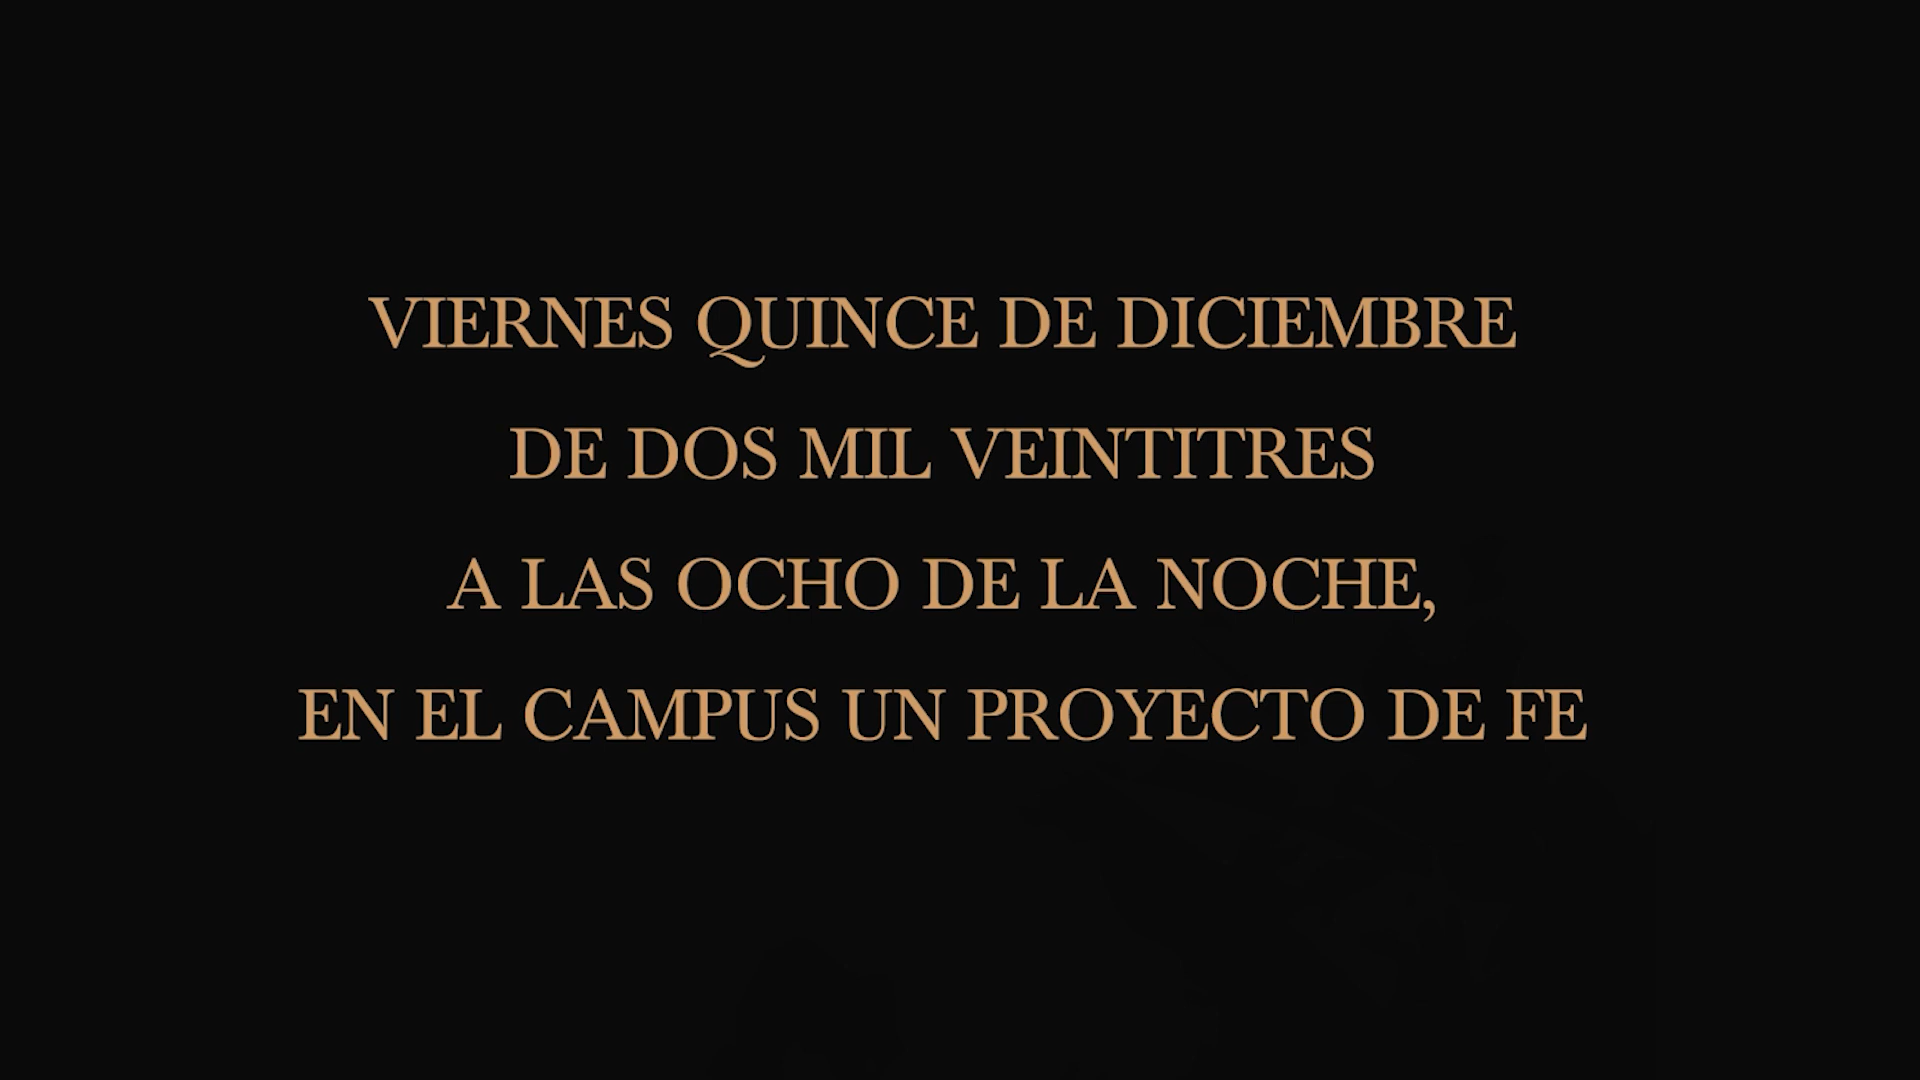 VIERNES QUINCE DE DICIEMBRE
DE DOS MIL VEINTITRES
A LAS OCHO DE LA NOCHE,
EN EL CAMPUS UN PROYECTO DE FE